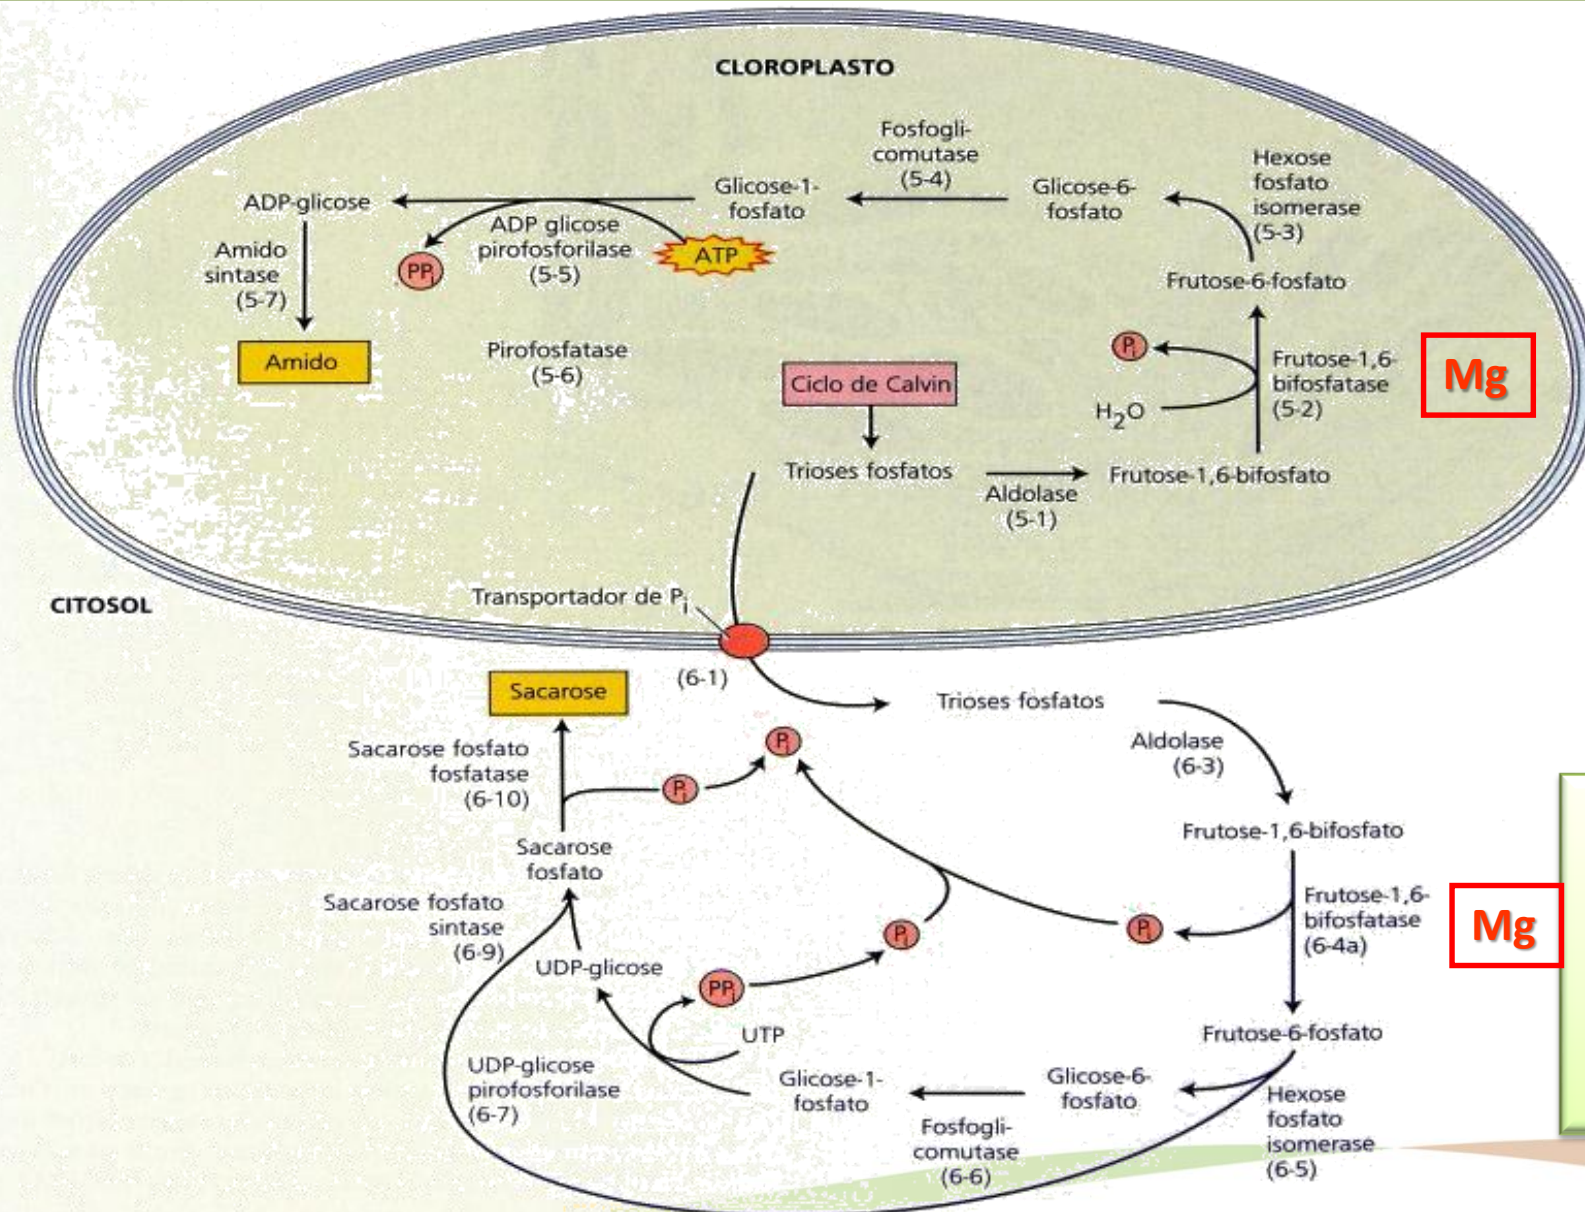 CLOROPLASTO
Fosfogli-
comutase
(5-4)
Hexose
fosfato
isomerase
(5-3)
ADP-glicose
Glicose-1-
fosfato
Glicose-6-
fosfato
ADP glicose
pirofosforilase
(5-5)
ATP
PPi
Amido
sintase
(5-7)
Frutose-6-fosfato
Amido
Pirofosfatase
(5-6)
Ciclo de Calvin
Pi
H2O
Frutose-1,6-
bifosfatase
(5-2)
Mg
Trioses fosfatos
Aldolase
(5-1)
Frutose-1,6-bifosfato
CITOSOL
Transportador de Pi
(6-1)
Sacarose
Trioses fosfatos
Sacarose fosfato
fosfatase
(6-10)
Pi
Pi
Aldolase
(6-3)
Frutose-1,6-bifosfato
Sacarose
fosfato
Sacarose fosfato
sintase
(6-9)
Pi
Pi
Frutose-1,6-
bifosfatase
(6-4a)
Mg
UDP-glicose
PPi
UTP
Frutose-6-fosfato
UDP-glicose
pirofosforilase
(6-7)
Glicose-1-
fosfato
Glicose-6-
fosfato
Fosfogli-
comutase
(6-6)
Hexose
fosfato
isomerase
(6-5)